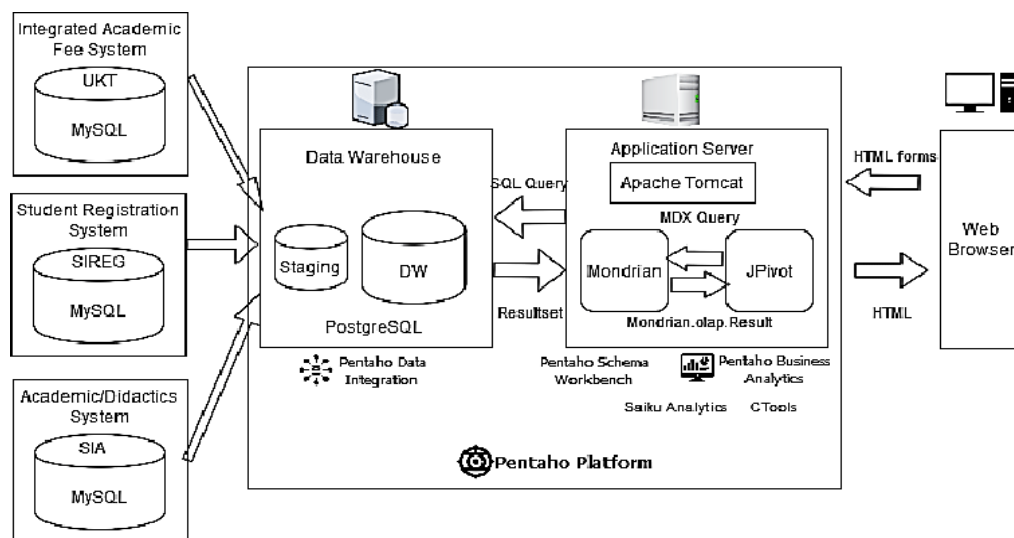 Integrated Academic
Fee System
UKT
MySQL
Student Registration
System
SIREG
MySQL
Academic/Didactics
System
SIA
MySQL
Data Warehouse
Staging
DW
PostgreSQL
Pentaho Data
Integration
SQL Query
Resultset
Application Server
Apache Tomcat
MDX Query
Mondrian
JPivot
Mondrian.olap.Result
Pentaho Schema
Workbench
Pentaho Business
Analytics
Saiku Analytics
CTools
Pentaho Platform
HTML forms
HTML
Web
Browser